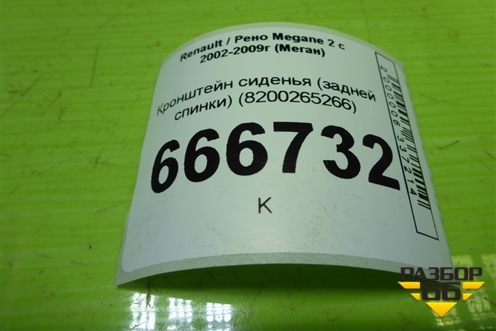 Renault / Рено Megane 2 с
2002-2009г (Меган)
Кронштейн сиденья (задней
спинки) (8200265266)
666732
К
РАЗБОР
66